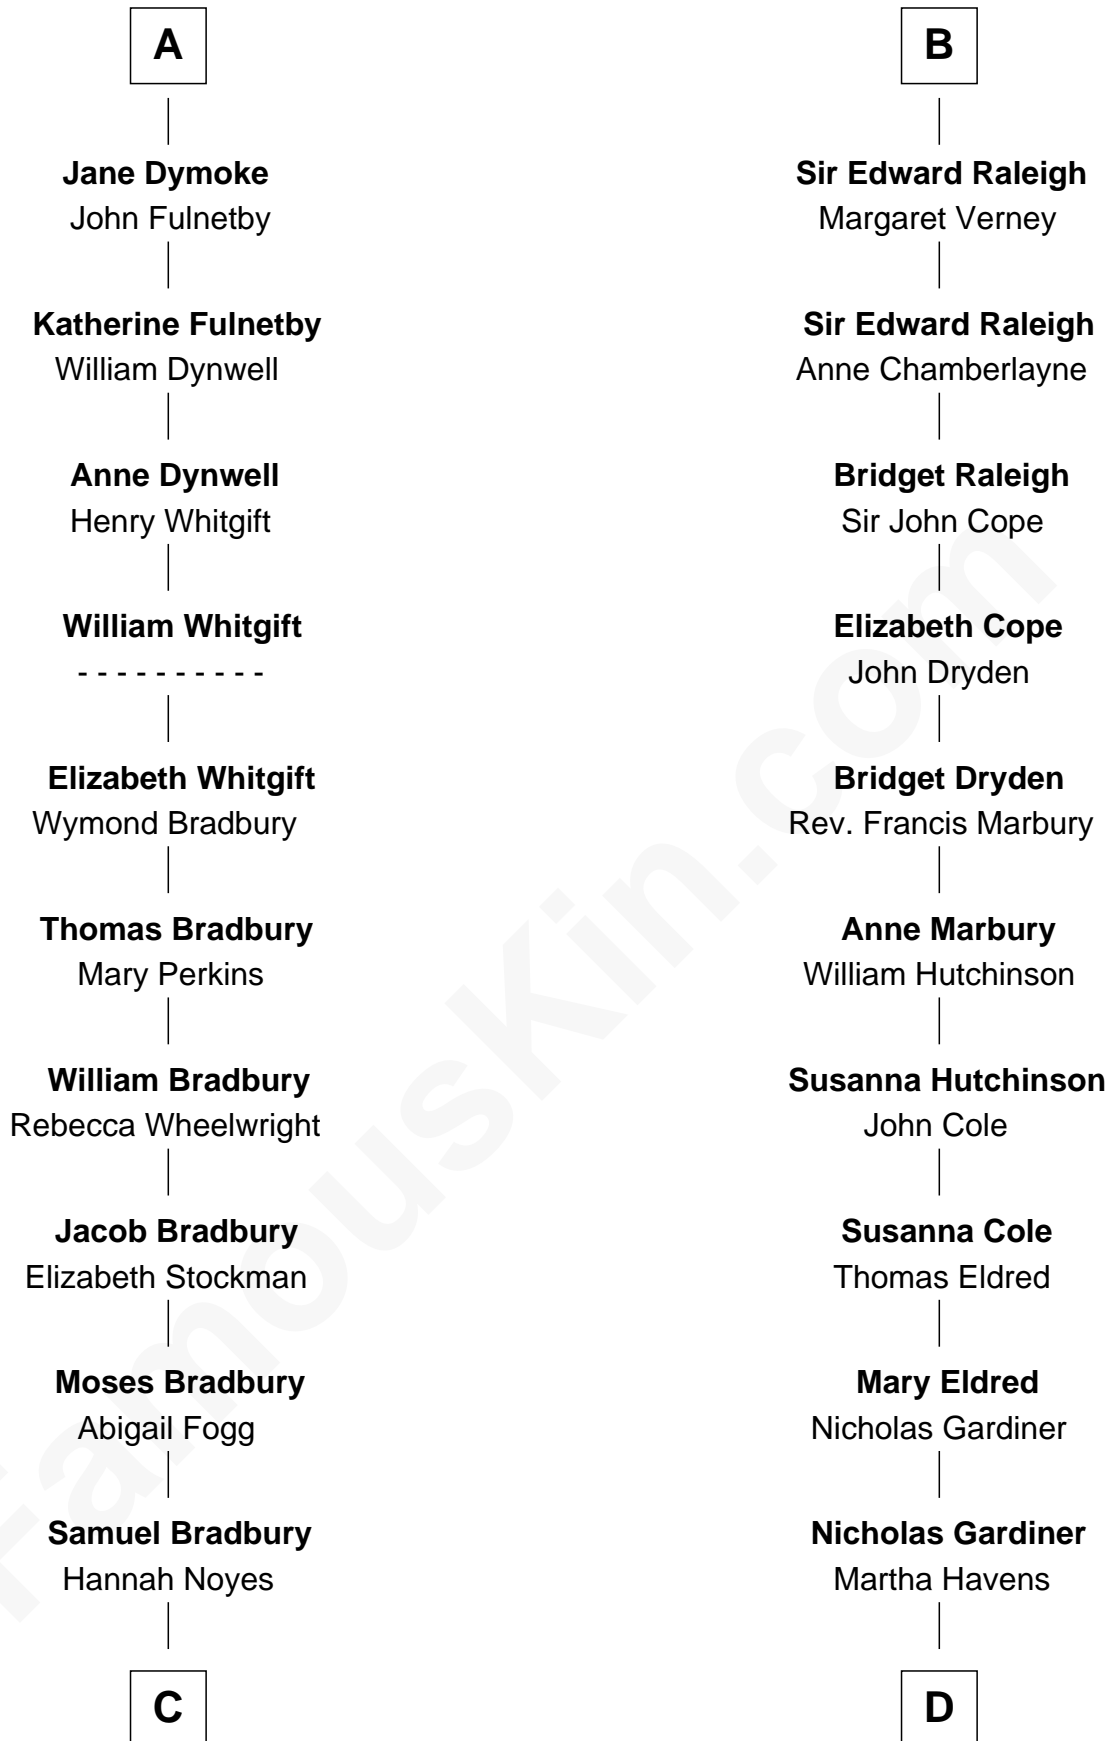 A
Jane Dymoke
John Fulnetby
Katherine Fulnetby
William Dynwell
Anne Dynwell
Henry Whitgift
William Whitgift
- - - - - - - - - -
Elizabeth Whitgift
Wymond Bradbury
Thomas Bradbury
Mary Perkins
William Bradbury
Rebecca Wheelwright
Jacob Bradbury
Elizabeth Stockman
Moses Bradbury
Abigail Fogg
Samuel Bradbury
Hannah Noyes
C
B
Sir Edward Raleigh
Margaret Verney
Sir Edward Raleigh
Anne Chamberlayne
Bridget Raleigh
Sir John Cope
Elizabeth Cope
John Dryden
Bridget Dryden
Rev. Francis Marbury
Anne Marbury
William Hutchinson
Susanna Hutchinson
John Cole
Susanna Cole
Thomas Eldred
Mary Eldred
Nicholas Gardiner
Nicholas Gardiner
Martha Havens
D
FamousKin.com